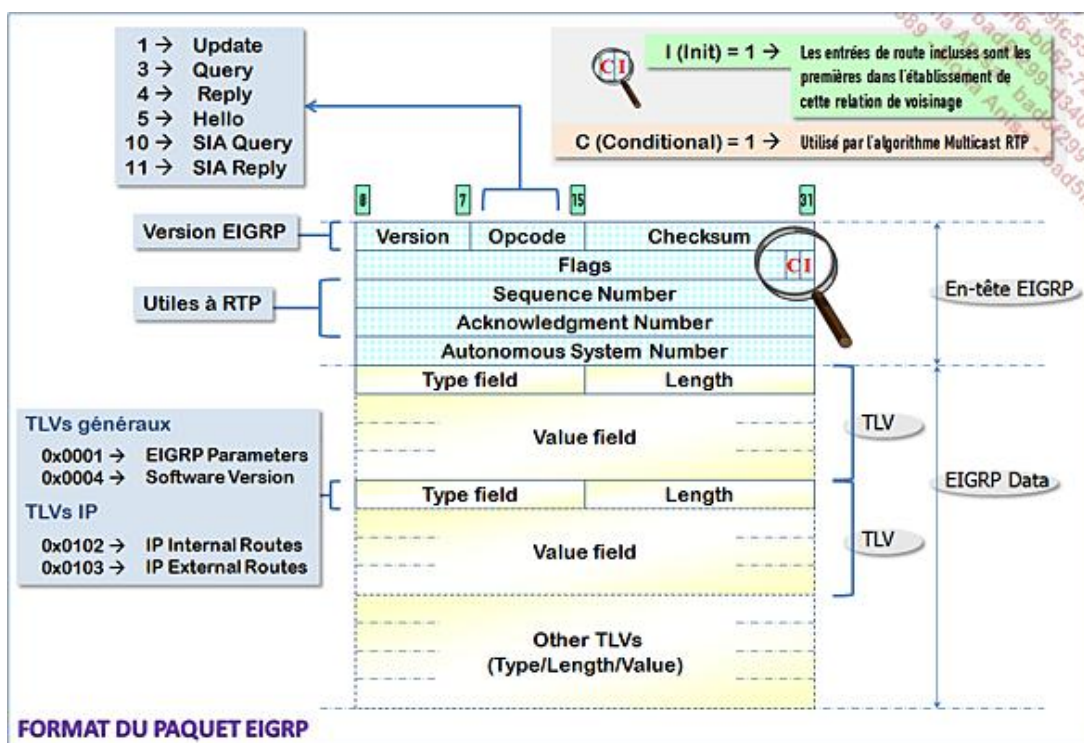 1 → Update
3 → Query
4 → Reply
5 → Hello
10 → SIA Query
11 → SIA Reply
C I
I (Init) = 1 → Les entrées de route incluses sont les
premières dans l'établissement de
cette relation de voisinage
C (Conditional) = 1 → Utilisé par l'algorithme Multicast RTP
0 7 15 31
Version EIGRP
Version Opcode Checksum
Flags
C I
Utiles à RTP
Sequence Number
Acknowledgment Number
Autonomous System Number
En-tête EIGRP
Type field Length
Value field
TLV
TLVs généraux
0x0001 → EIGRP Parameters
0x0004 → Software Version
TLVs IP
0x0102 → IP Internal Routes
0x0103 → IP External Routes
Type field Length
Value field
TLV
EIGRP Data
Other TLVs
(Type/Length/Value)
FORMAT DU PAQUET EIGRP